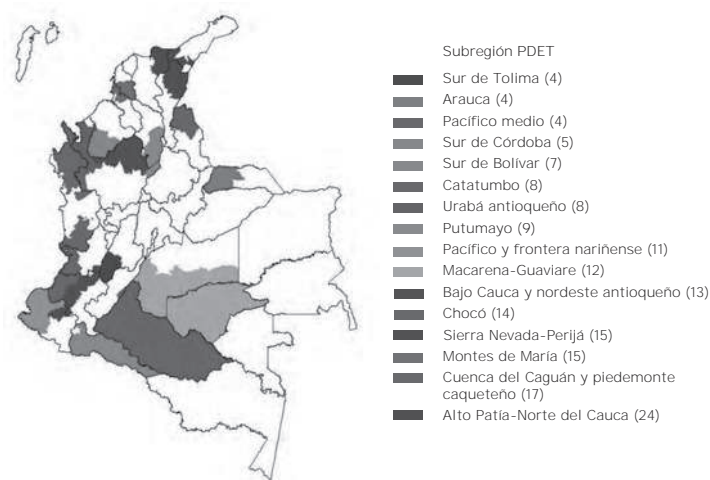 Subregión PDET
Sur de Tolima (4)
Arauca (4)
Pacífico medio (4)
Sur de Córdoba (5)
Sur de Bolívar (7)
Catatumbo (8)
Urabá antioqueño (8)
Putumayo (9)
Pacífico y frontera nariñense (11)
Macarena-Guaviare (12)
Bajo Cauca y nordeste antioqueño (13)
Chocó (14)
Sierra Nevada-Perijá (15)
Montes de María (15)
Cuenca del Caguán y piedemonte
caqueteño (17)
Alto Patía-Norte del Cauca (24)